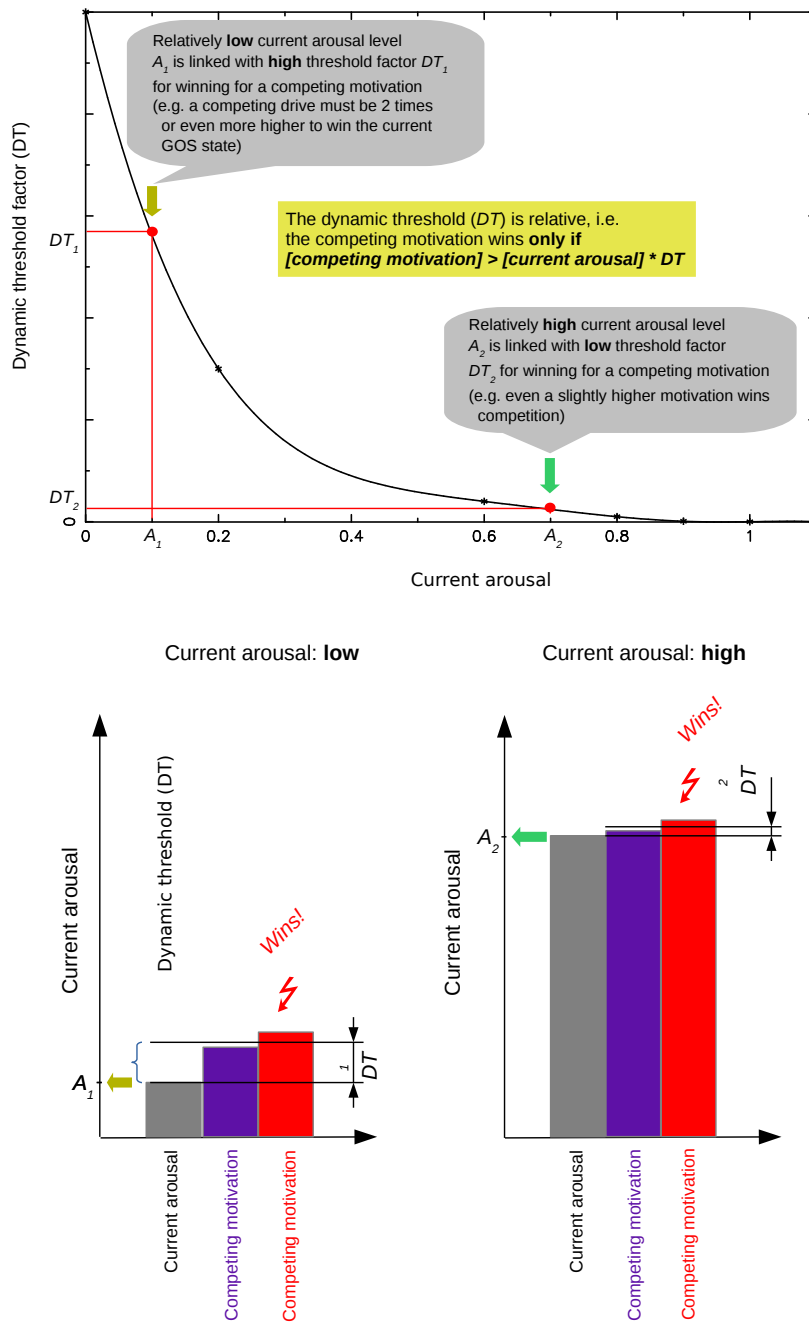 Dynamic threshold factor (DT)
Relatively low current arousal level
A1 is linked with high threshold factor DT1
for winning for a competing motivation
(e.g. a competing drive must be 2 times
or even more higher to win the current
GOS state)
The dynamic threshold (DT) is relative, i.e.
the competing motivation wins only if
[competing motivation] > [current arousal] * DT
Relatively high current arousal level
A2 is linked with low threshold factor
DT2 for winning for a competing motivation
(e.g. even a slightly higher motivation wins
competition)
DT1
DT2
0
0 A1 0.2 0.4 0.6 A2 0.8 1
Current arousal
Current arousal: low
Current arousal
Dynamic threshold (DT)
Wins!
DT1
A1
Current arousal
Competing motivation
Competing motivation
Current arousal: high
Current arousal
Wins!
DT2
A2
Current arousal
Competing motivation
Competing motivation